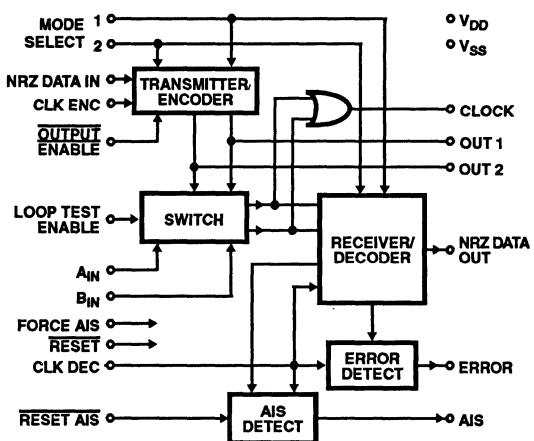 MODE 1
SELECT 2
V_DD
V_SS
NRZ DATA IN
CLK ENC
OUTPUT
ENABLE
TRANSMITTER/
ENCODER
CLOCK
OUT 1
OUT 2
LOOP TEST
ENABLE
SWITCH
RECEIVER/
DECODER
NRZ DATA
OUT
A_IN
B_IN
FORCE AIS
RESET
CLK DEC
ERROR
DETECT
ERROR
RESET AIS
AIS
DETECT
AIS